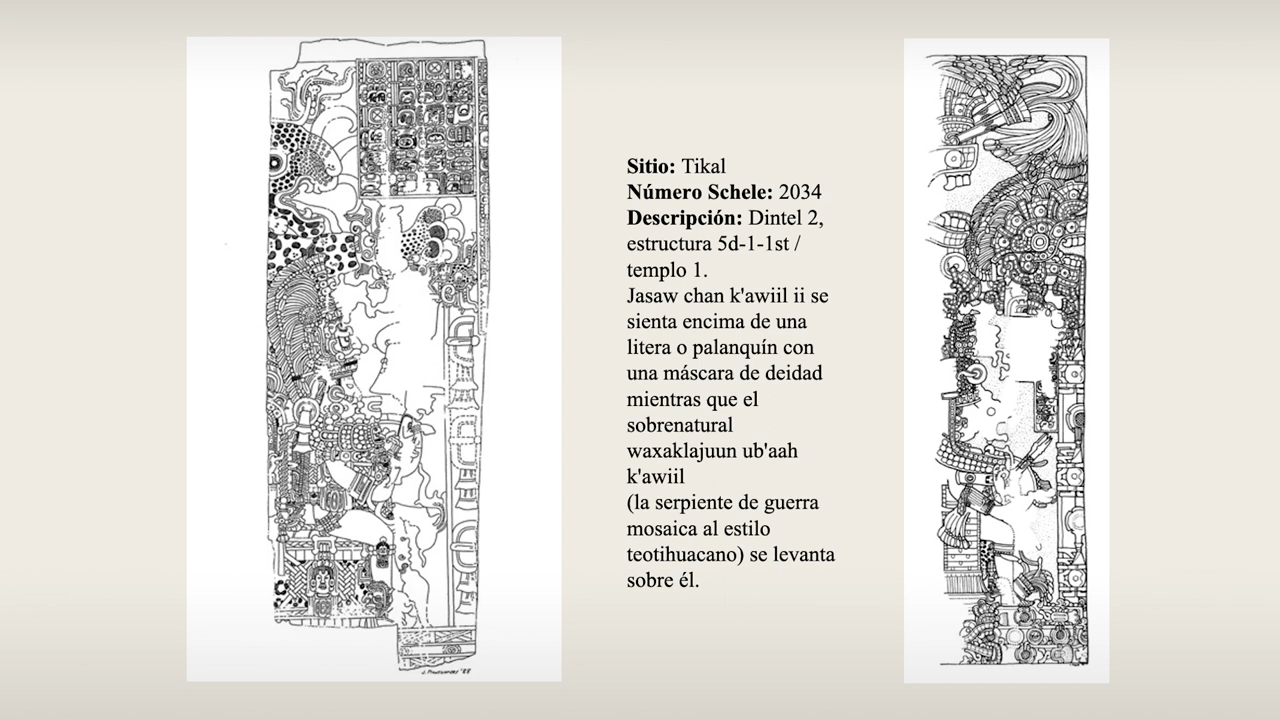 Sitio: Tikal
Número Schele: 2034
Descripción: Dintel 2,
estructura 5d-1-1st /
templo 1.
Jasaw chan k'awiil ii se
sienta encima de una
litera o palanquín con
una máscara de deidad
mientras que el
sobrenatural
waxaklajuun ub'aah
k'awiil
(la serpiente de guerra
mosaica al estilo
teotihuacano) se levanta
sobre él.